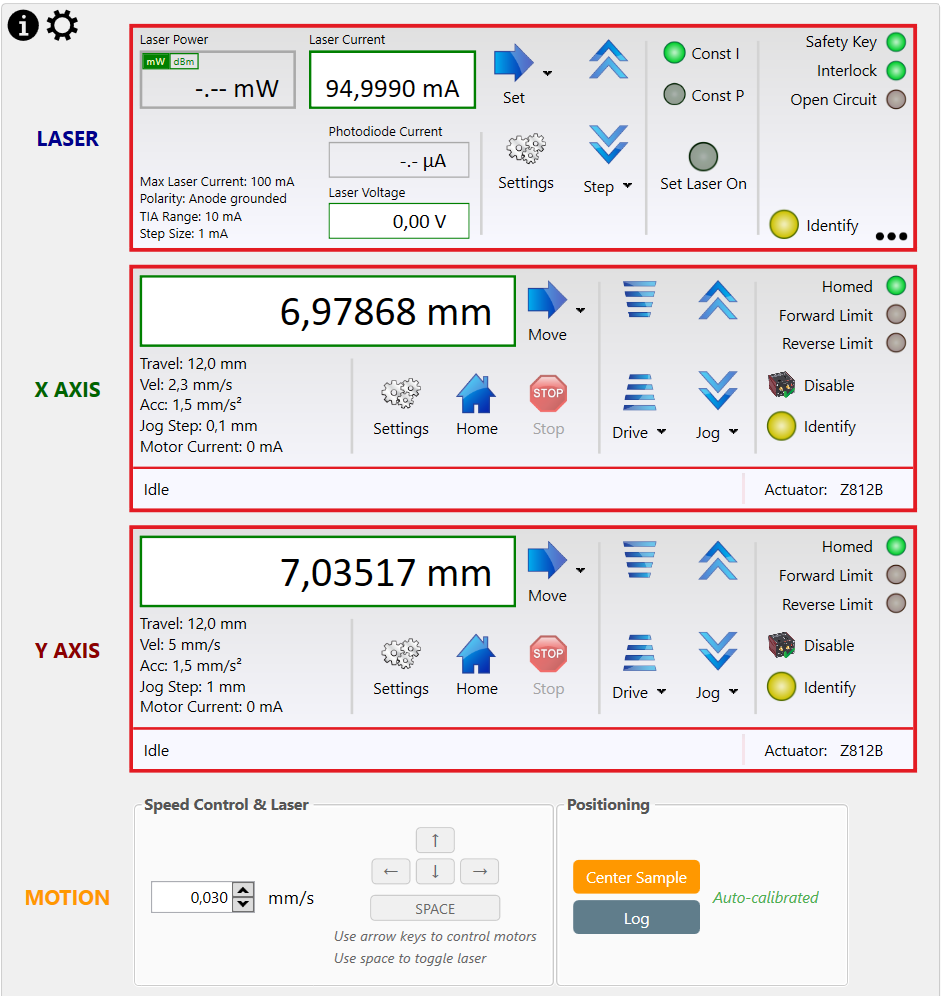 Laser Power
mW dBm
-.-- mW
Laser Current
94,9990 mA
Set
Const I
Const P
Safety Key
Interlock
Open Circuit
LASER
Photodiode Current
-.- µA
Laser Voltage
0,00 V
Max Laser Current: 100 mA
Polarity: Anode grounded
TIA Range: 10 mA
Step Size: 1 mA
Settings
Step
Set Laser On
Identify
X AXIS
6,97868 mm
Move
Homed
Forward Limit
Reverse Limit
Travel: 12,0 mm
Vel: 2,3 mm/s
Acc: 1,5 mm/s²
Jog Step: 0,1 mm
Motor Current: 0 mA
Settings
Home
STOP
Stop
Drive
Jog
Disable
Identify
Idle
Actuator: Z812B
Y AXIS
7,03517 mm
Move
Homed
Forward Limit
Reverse Limit
Travel: 12,0 mm
Vel: 5 mm/s
Acc: 1,5 mm/s²
Jog Step: 1 mm
Motor Current: 0 mA
Settings
Home
STOP
Stop
Drive
Jog
Disable
Identify
Idle
Actuator: Z812B
MOTION
Speed Control & Laser
0,030 mm/s
↑
← ↓ →
SPACE
Use arrow keys to control motors
Use space to toggle laser
Positioning
Center Sample
Log
Auto-calibrated